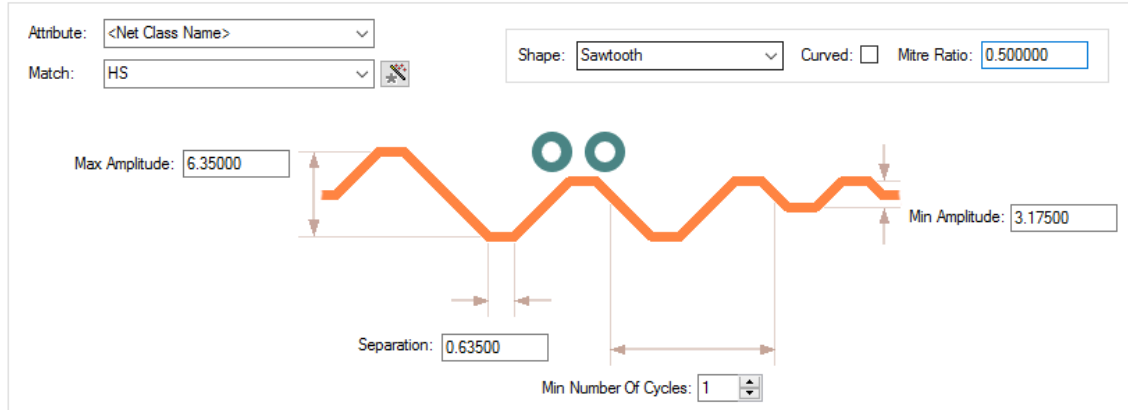 Attribute: <Net Class Name>
Match: HS
Shape: Sawtooth Curved: Mitre Ratio: 0.500000
Max Amplitude: 6.35000
Min Amplitude: 3.17500
Separation: 0.63500
Min Number Of Cycles: 1